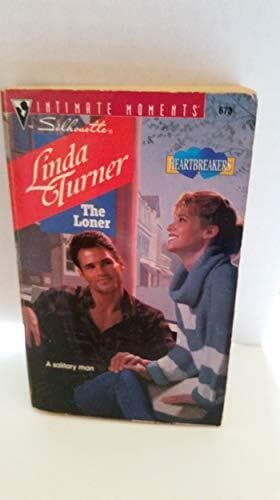 INTIMATE MOMENTS
673
Silhouette
Linda
Turner
The Loner
HEARTBREAKERS
A solitary man